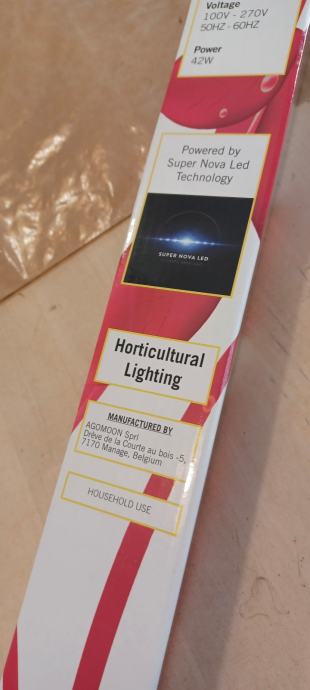 Voltage
100V - 270V
50HZ - 60HZ
Power
42W
Powered by
Super Nova Led
Technology
SUPER NOVA LED
Horticultural
Lighting
MANUFACTURED BY
AGOMOON Sprl
Drève de la Courte au bois -5,
7170 Manage, Belgium
HOUSEHOLD USE